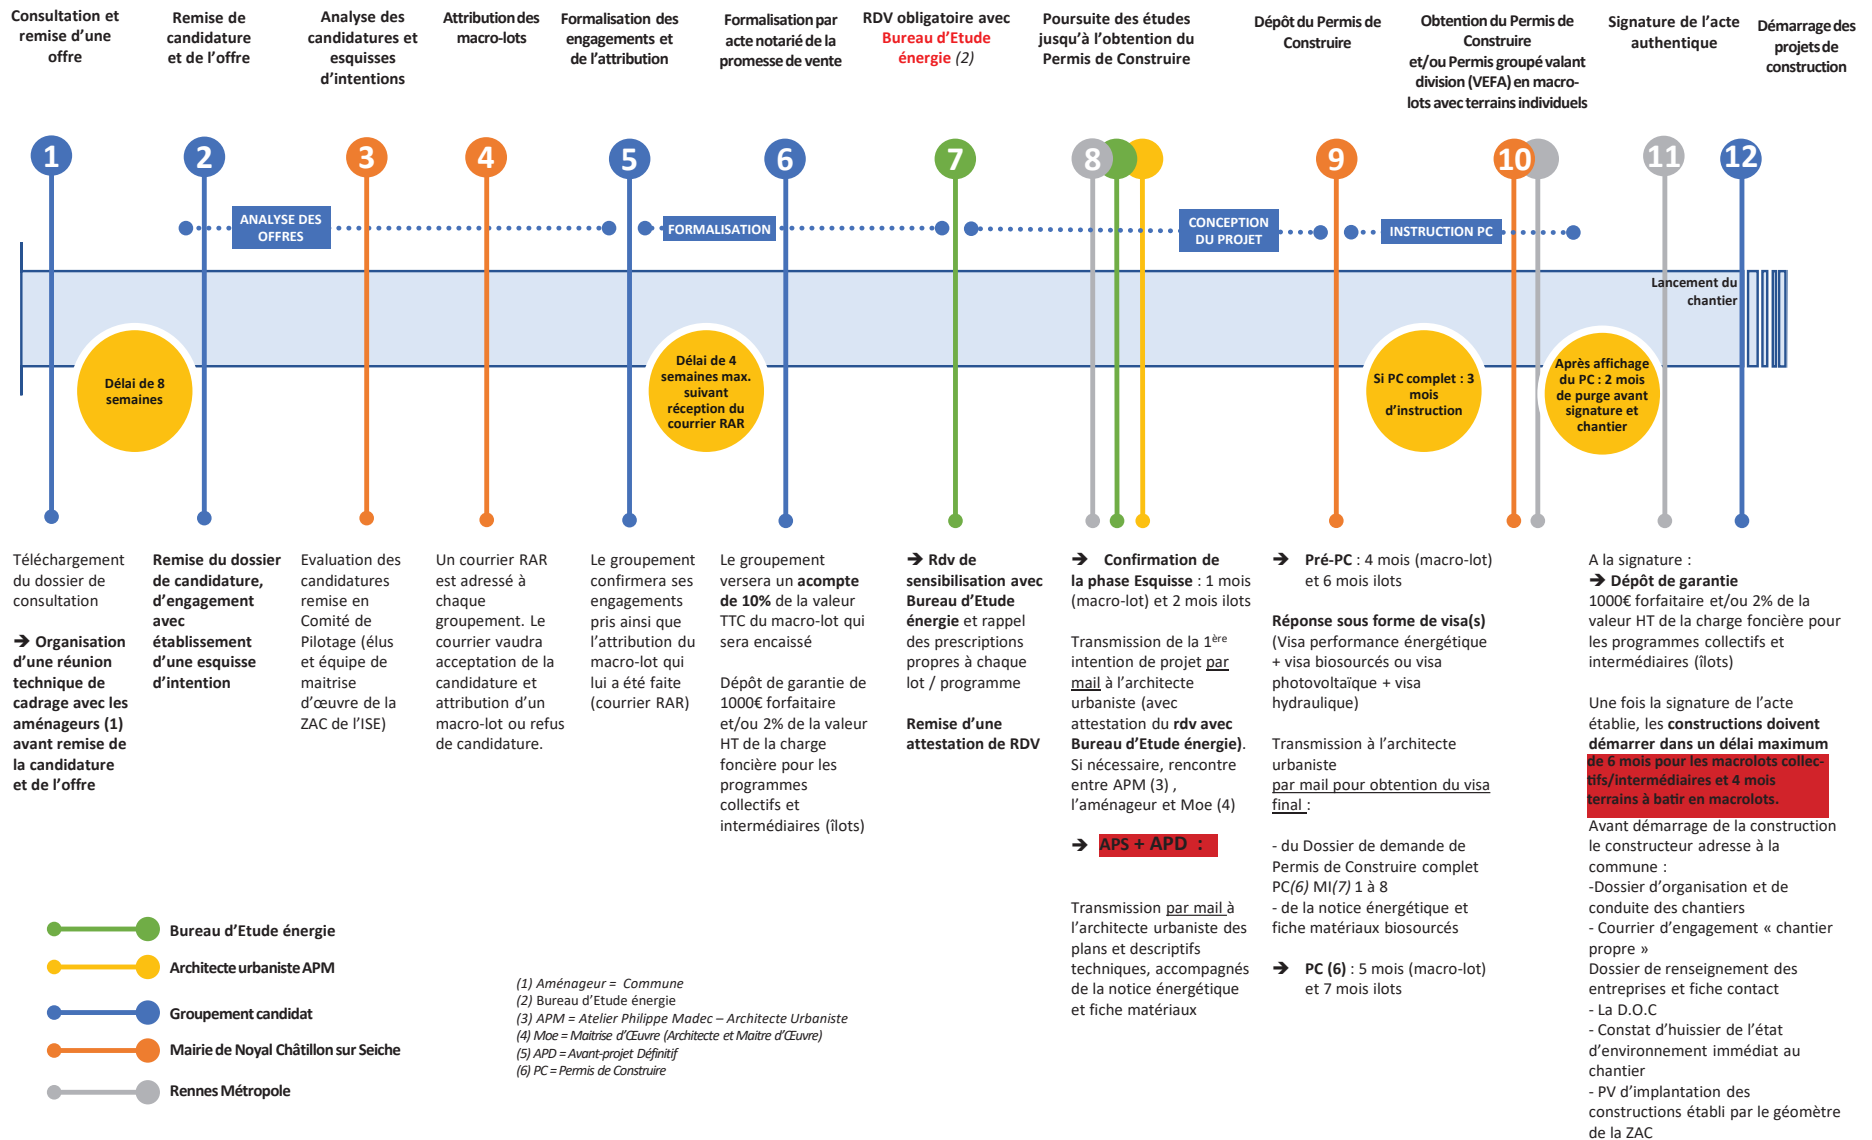 Consultation et
remise d'une
offre
Remise de
candidature
et de l'offre
Analyse des
candidatures et
esquisses
d'intentions
Attribution des
macro-lots
Formalisation des
engagements et
de l'attribution
Formalisation par
acte notarié de la
promesse de vente
RDV obligatoire avec
Bureau d'Etude
énergie (2)
Poursuite des études
jusqu'à l'obtention du
Permis de Construire
Dépôt du Permis de
Construire
Obtention du Permis de
Construire
et/ou Permis groupé valant
division (VEFA) en macro-
lots avec terrains individuels
Signature de l'acte
authentique
Démarrage des
projets de
construction
1
2
3
4
5
6
7
8
9
10
11
12
ANALYSE DES
OFFRES
FORMALISATION
CONCEPTION
DU PROJET
INSTRUCTION PC
Lancement du
chantier
Délai de 8
semaines
Délai de 4
semaines max.
suivant
réception du
courrier RAR
Si PC complet : 3
mois
d'instruction
Après affichage
du PC : 2 mois
de purge avant
signature et
chantier
Téléchargement
du dossier de
consultation
➔ Organisation
d'une réunion
technique de
cadrage avec les
aménageurs (1)
avant remise de
la candidature
et de l'offre
Remise du dossier
de candidature,
d'engagement
avec
établissement
d'une esquisse
d'intention
Evaluation des
candidatures
remise en
Comité de
Pilotage (élus
et équipe de
maitrise
d'œuvre de la
ZAC de l'ISE)
Un courrier RAR
est adressé à
chaque
groupement. Le
courrier vaudra
acceptation de la
candidature et
attribution d'un
macro-lot ou refus
de candidature.
Le groupement
confirmera ses
engagements
pris ainsi que
l'attribution du
macro-lot qui
lui a été faite
(courrier RAR)
Le groupement
versera un acompte
de 10% de la valeur
TTC du macro-lot qui
sera encaissé
Dépôt de garantie de
1000€ forfaitaire
et/ou 2% de la valeur
HT de la charge
foncière pour les
programmes
collectifs et
intermédiaires (îlots)
➔ Rdv de
sensibilisation avec
Bureau d'Etude
énergie et rappel
des prescriptions
propres à chaque
lot / programme
Remise d'une
attestation de RDV
➔ Confirmation de
la phase Esquisse : 1 mois
(macro-lot) et 2 mois ilots
Transmission de la 1ère
intention de projet par
mail à l'architecte
urbaniste (avec
attestation du rdv avec
Bureau d'Etude énergie).
Si nécessaire, rencontre
entre APM (3) ,
l'aménageur et Moe (4)
➔ APS + APD :
Transmission par mail à
l'architecte urbaniste des
plans et descriptifs
techniques, accompagnés
de la notice énergétique
et fiche matériaux
➔ Pré-PC : 4 mois (macro-lot)
et 6 mois ilots
Réponse sous forme de visa(s)
(Visa performance énergétique
+ visa biosourcés ou visa
photovoltaïque + visa
hydraulique)
Transmission à l'architecte
urbaniste
par mail pour obtention du visa
final :
- du Dossier de demande de
Permis de Construire complet
PC(6) MI(7) 1 à 8
- de la notice énergétique et
fiche matériaux biosourcés
➔ PC (6) : 5 mois (macro-lot)
et 7 mois ilots
A la signature :
➔ Dépôt de garantie
1000€ forfaitaire et/ou 2% de la
valeur HT de la charge foncière pour
les programmes collectifs et
intermédiaires (îlots)
Une fois la signature de l'acte
établie, les constructions doivent
démarrer dans un délai maximum
de 6 mois pour les macrolots collec-
tifs/intermédiaires et 4 mois
terrains à batir en macrolots.
Avant démarrage de la construction
le constructeur adresse à la
commune :
-Dossier d'organisation et de
conduite des chantiers
- Courrier d'engagement « chantier
propre »
Dossier de renseignement des
entreprises et fiche contact
- La D.O.C
- Constat d'huissier de l'état
d'environnement immédiat au
chantier
- PV d'implantation des
constructions établi par le géomètre
de la ZAC
Bureau d'Etude énergie
Architecte urbaniste APM
Groupement candidat
Mairie de Noyal Châtillon sur Seiche
Rennes Métropole
(1) Aménageur = Commune
(2) Bureau d'Etude énergie
(3) APM = Atelier Philippe Madec – Architecte Urbaniste
(4) Moe = Maitrise d'Œuvre (Architecte et Maitre d'Œuvre)
(5) APD = Avant-projet Définitif
(6) PC = Permis de Construire